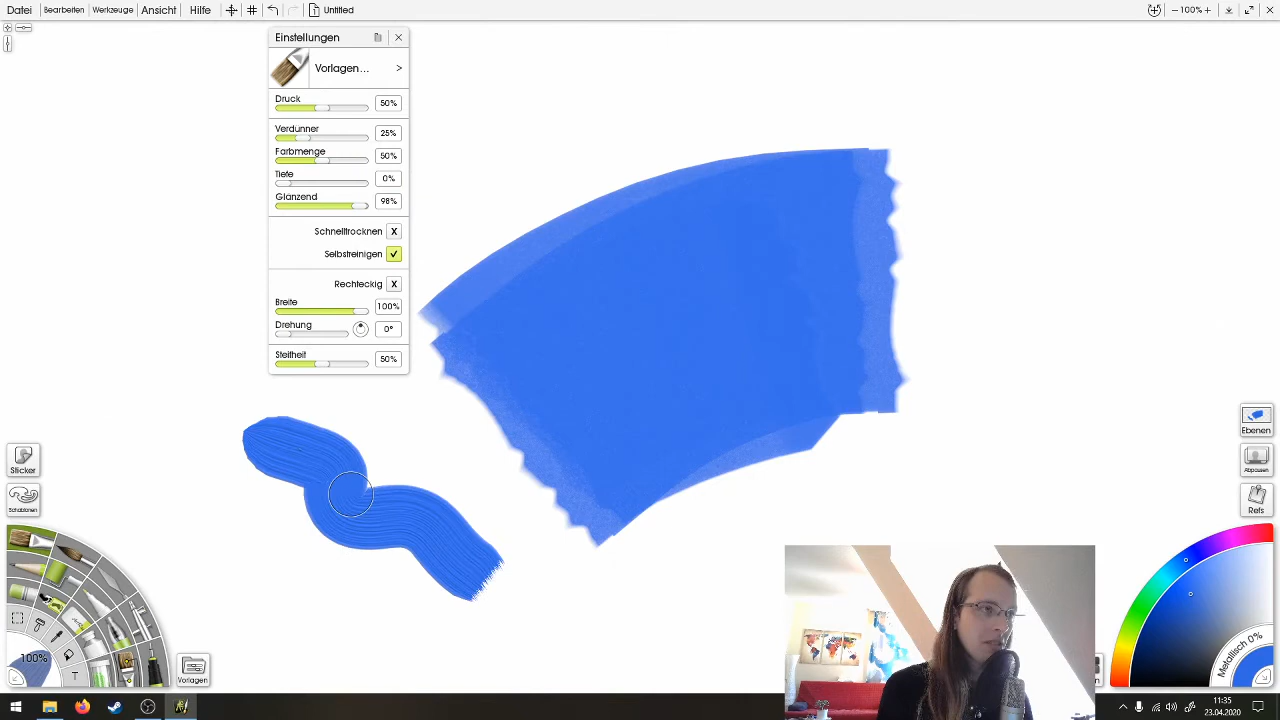 Datei Bearbeiten Werkzeuge Ansicht Hilfe Untitled 100%
Einstellungen
Vorlagen... >
Druck 50%
Verdünner 25%
Farbmenge 50%
Tiefe 0%
Glänzend 98%
Schnelltrocknen X
Selbstreinigen
Rechteckig X
Breite 100%
Drehung 0°
Steifheit 50%
Ebenen
Sticker
Abpausen
Schablonen
Refs
100%
T
Vorlagen
Metallisch 0%
11:35
23.04.2020